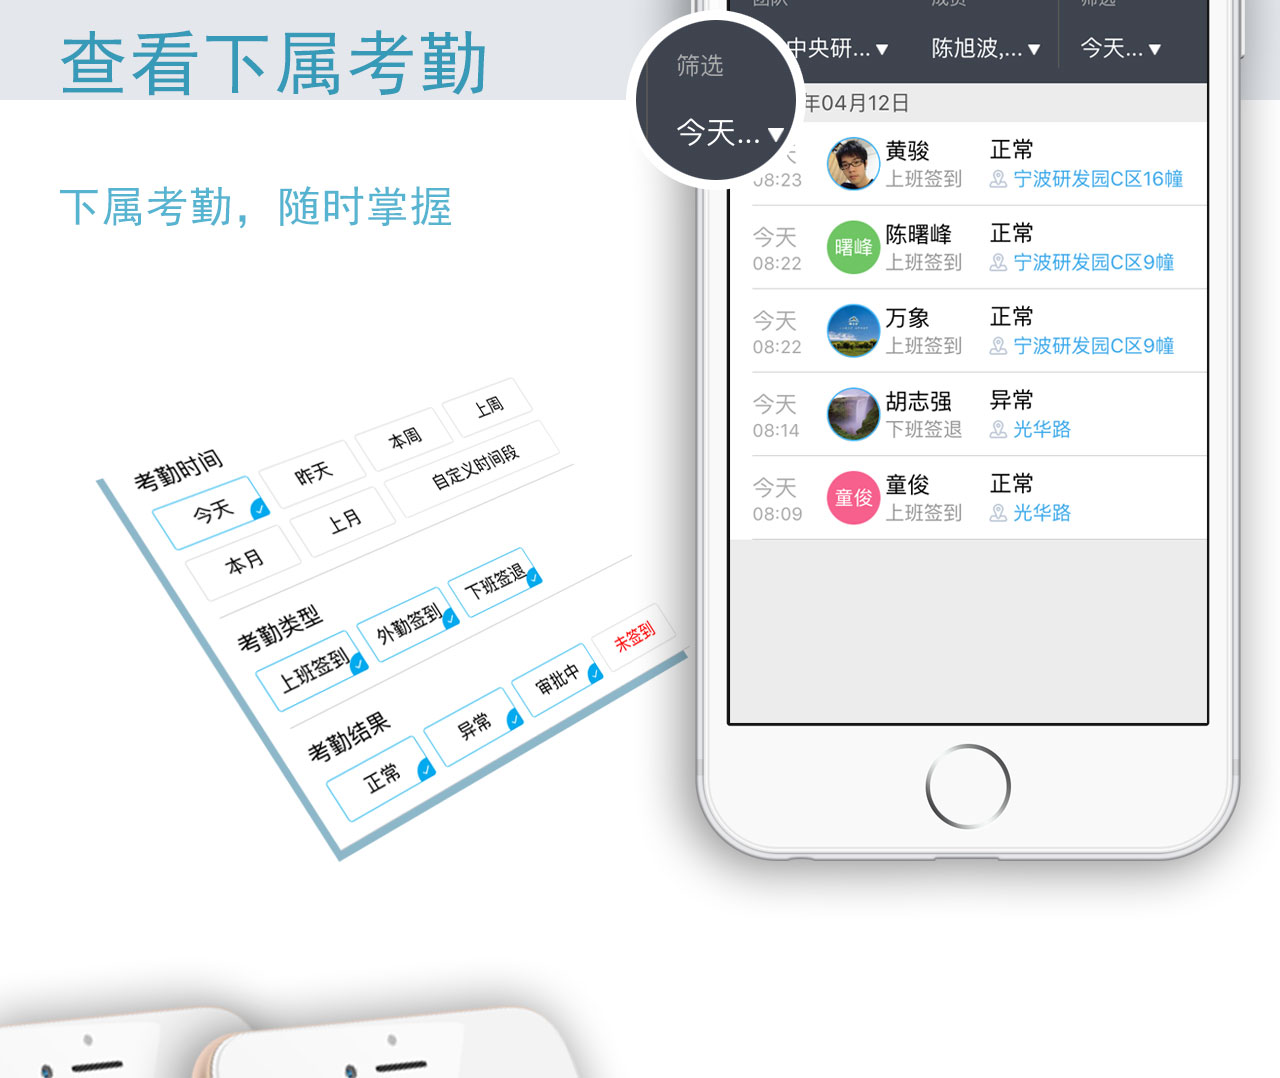 查看下属考勤
下属考勤，随时掌握
筛选
今天...▼
中央研...▼
陈旭波,...▼
今天...▼
年04月12日
08:23
黄骏
上班签到
正常
宁波研发园C区16幢
今天
08:22
曙峰
陈曙峰
上班签到
正常
宁波研发园C区9幢
今天
08:22
万象
上班签到
正常
宁波研发园C区9幢
今天
08:14
胡志强
下班签退
异常
光华路
今天
08:09
童俊
童俊
上班签到
正常
光华路
考勤时间
今天
昨天
本周
上周
本月
上月
自定义时间段
考勤类型
上班签到
外勤签到
下班签退
考勤结果
正常
异常
审批中
未签到